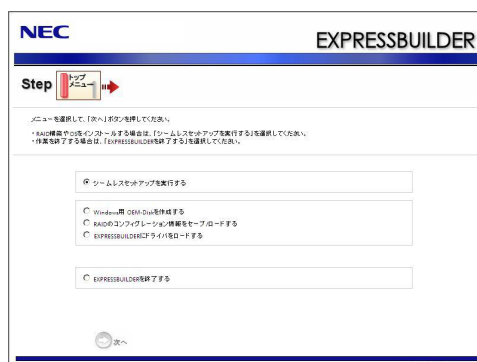 NEC
EXPRESSBUILDER
Step トップ
メニュー
メニューを選択して、「次へ」ボタンを押してください。
・RAID構築やOSをインストールする場合は、「シームレスセットアップを実行する」を選択してください。
・作業を終了する場合は、「EXPRESSBUILDERを終了する」を選択してください。
シームレスセットアップを実行する
Windows用 OEM-Diskを作成する
RAIDのコンフィグレーション情報をセーブ/ロードする
EXPRESSBUILDERにドライバをロードする
EXPRESSBUILDERを終了する
次へ